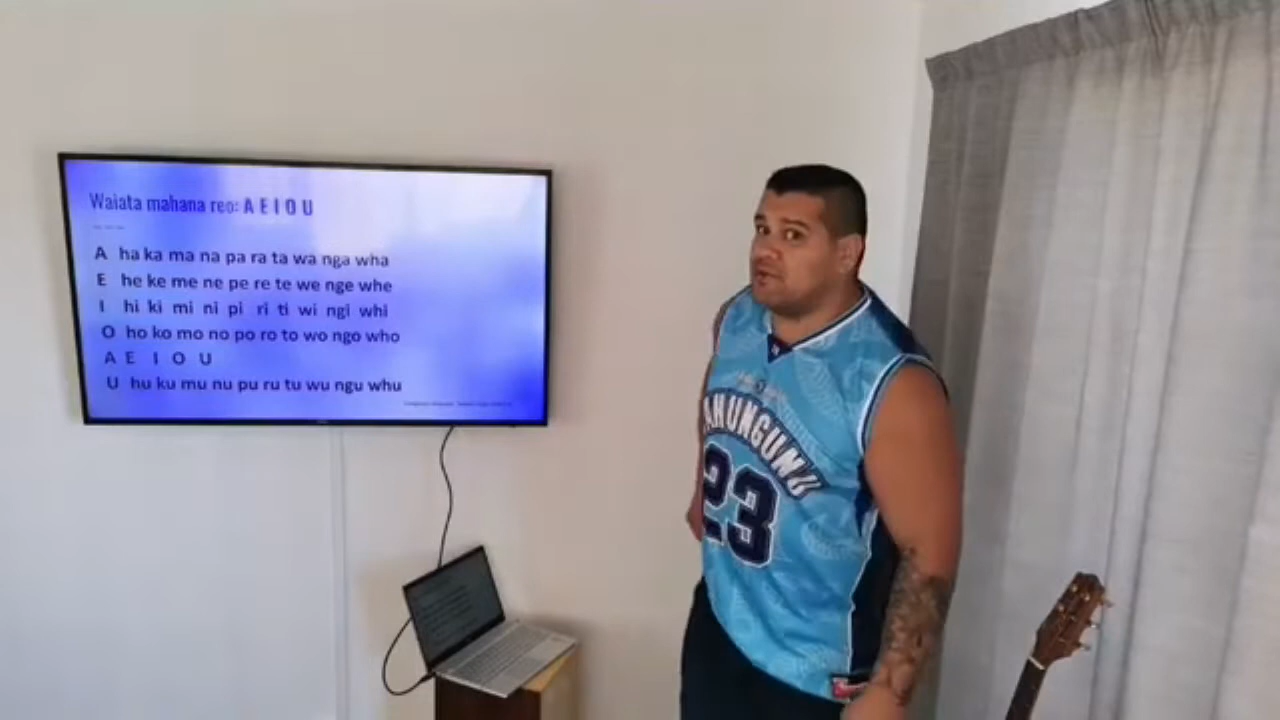 Waiata mahana reo: A E I O U
A ha ka ma na pa ra ta wa nga wha
E he ke me ne pe re te we nge whe
I hi ki mi ni pi ri ti wi ngi whi
O ho ko mo no po ro to wo ngo who
A E I O U
U hu ku mu nu pu ru tu wu ngu whu
AHUNGUNU
23